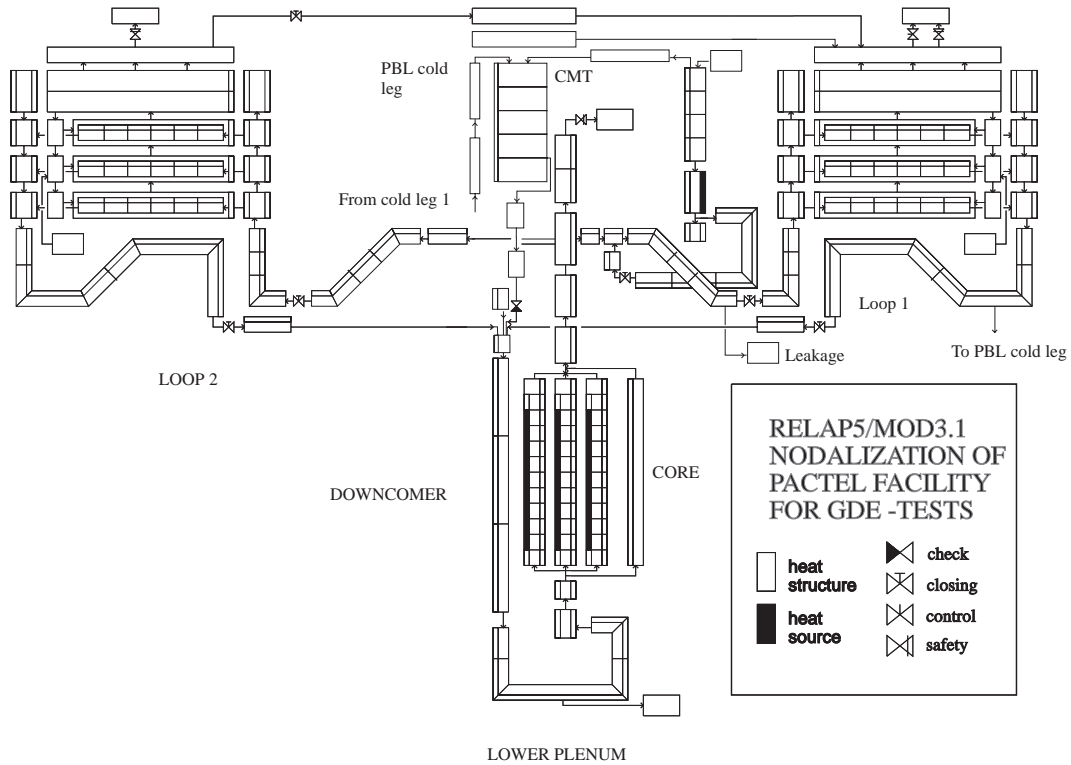 PBL cold
leg
CMT
From cold leg 1
Loop 1
Leakage
To PBL cold leg
LOOP 2
DOWNCOMER
CORE
RELAP5/MOD3.1
NODALIZATION OF
PACTEL FACILITY
FOR GDE -TESTS
heat
structure
heat
source
check
closing
control
safety
LOWER PLENUM